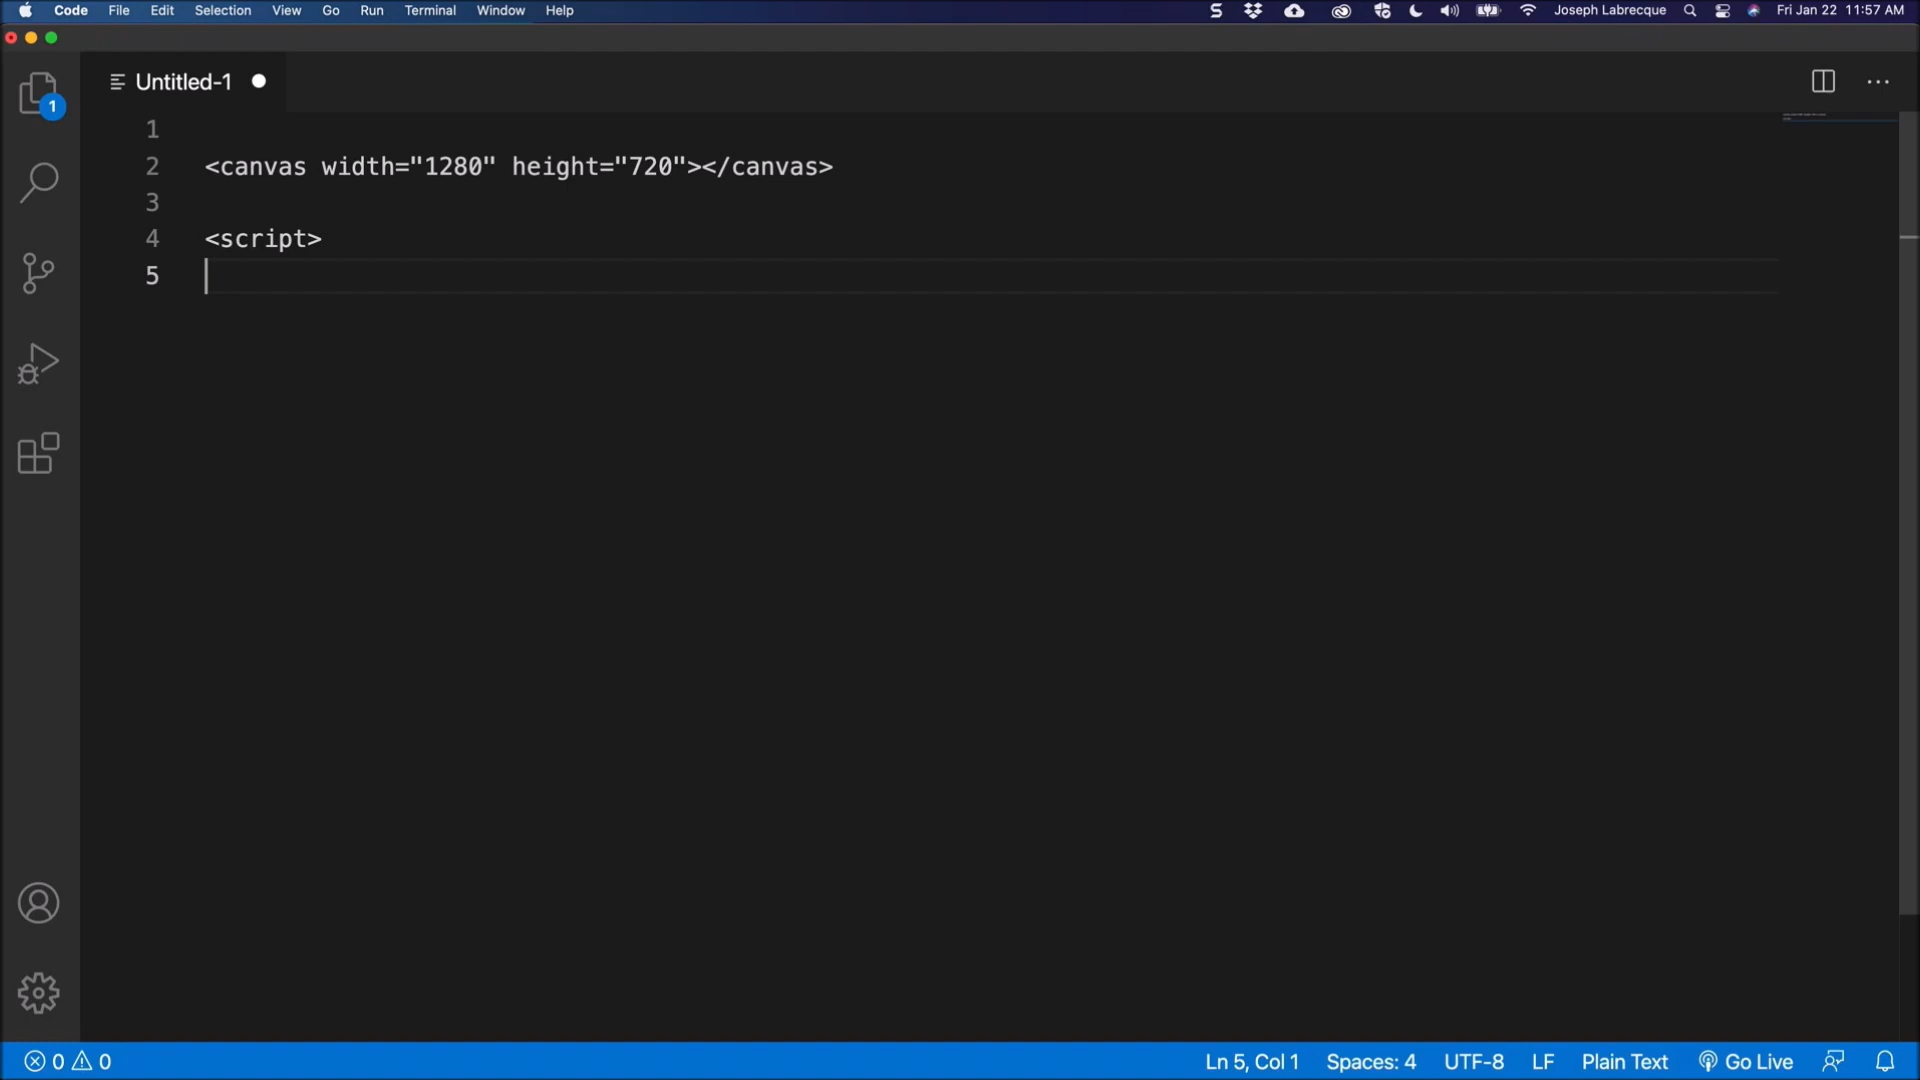 Code File Edit Selection View Go Run Terminal Window Help Joseph Labrecque Fri Jan 22 11:57 AM
Untitled-1
1
1
2 <canvas width="1280" height="720"></canvas>
3
4 <script>
5
0 0 Ln 5, Col 1 Spaces: 4 UTF-8 LF Plain Text Go Live